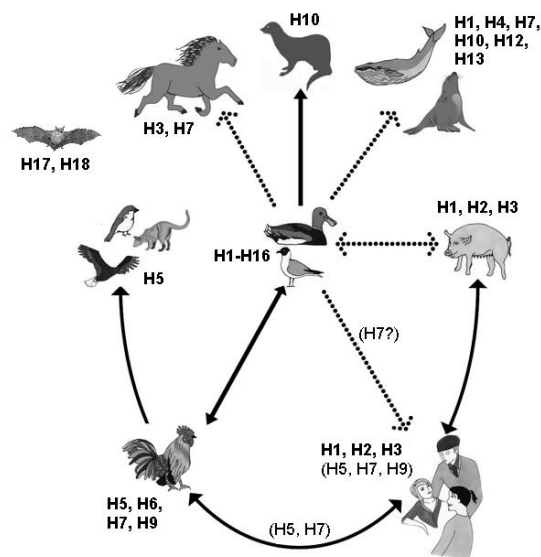 H10
H1, H4, H7,
H10, H12,
H13
H3, H7
H17, H18
H1, H2, H3
H1-H16
H5
(H7?)
H1, H2, H3
(H5, H7, H9)
H5, H6,
H7, H9
(H5, H7)